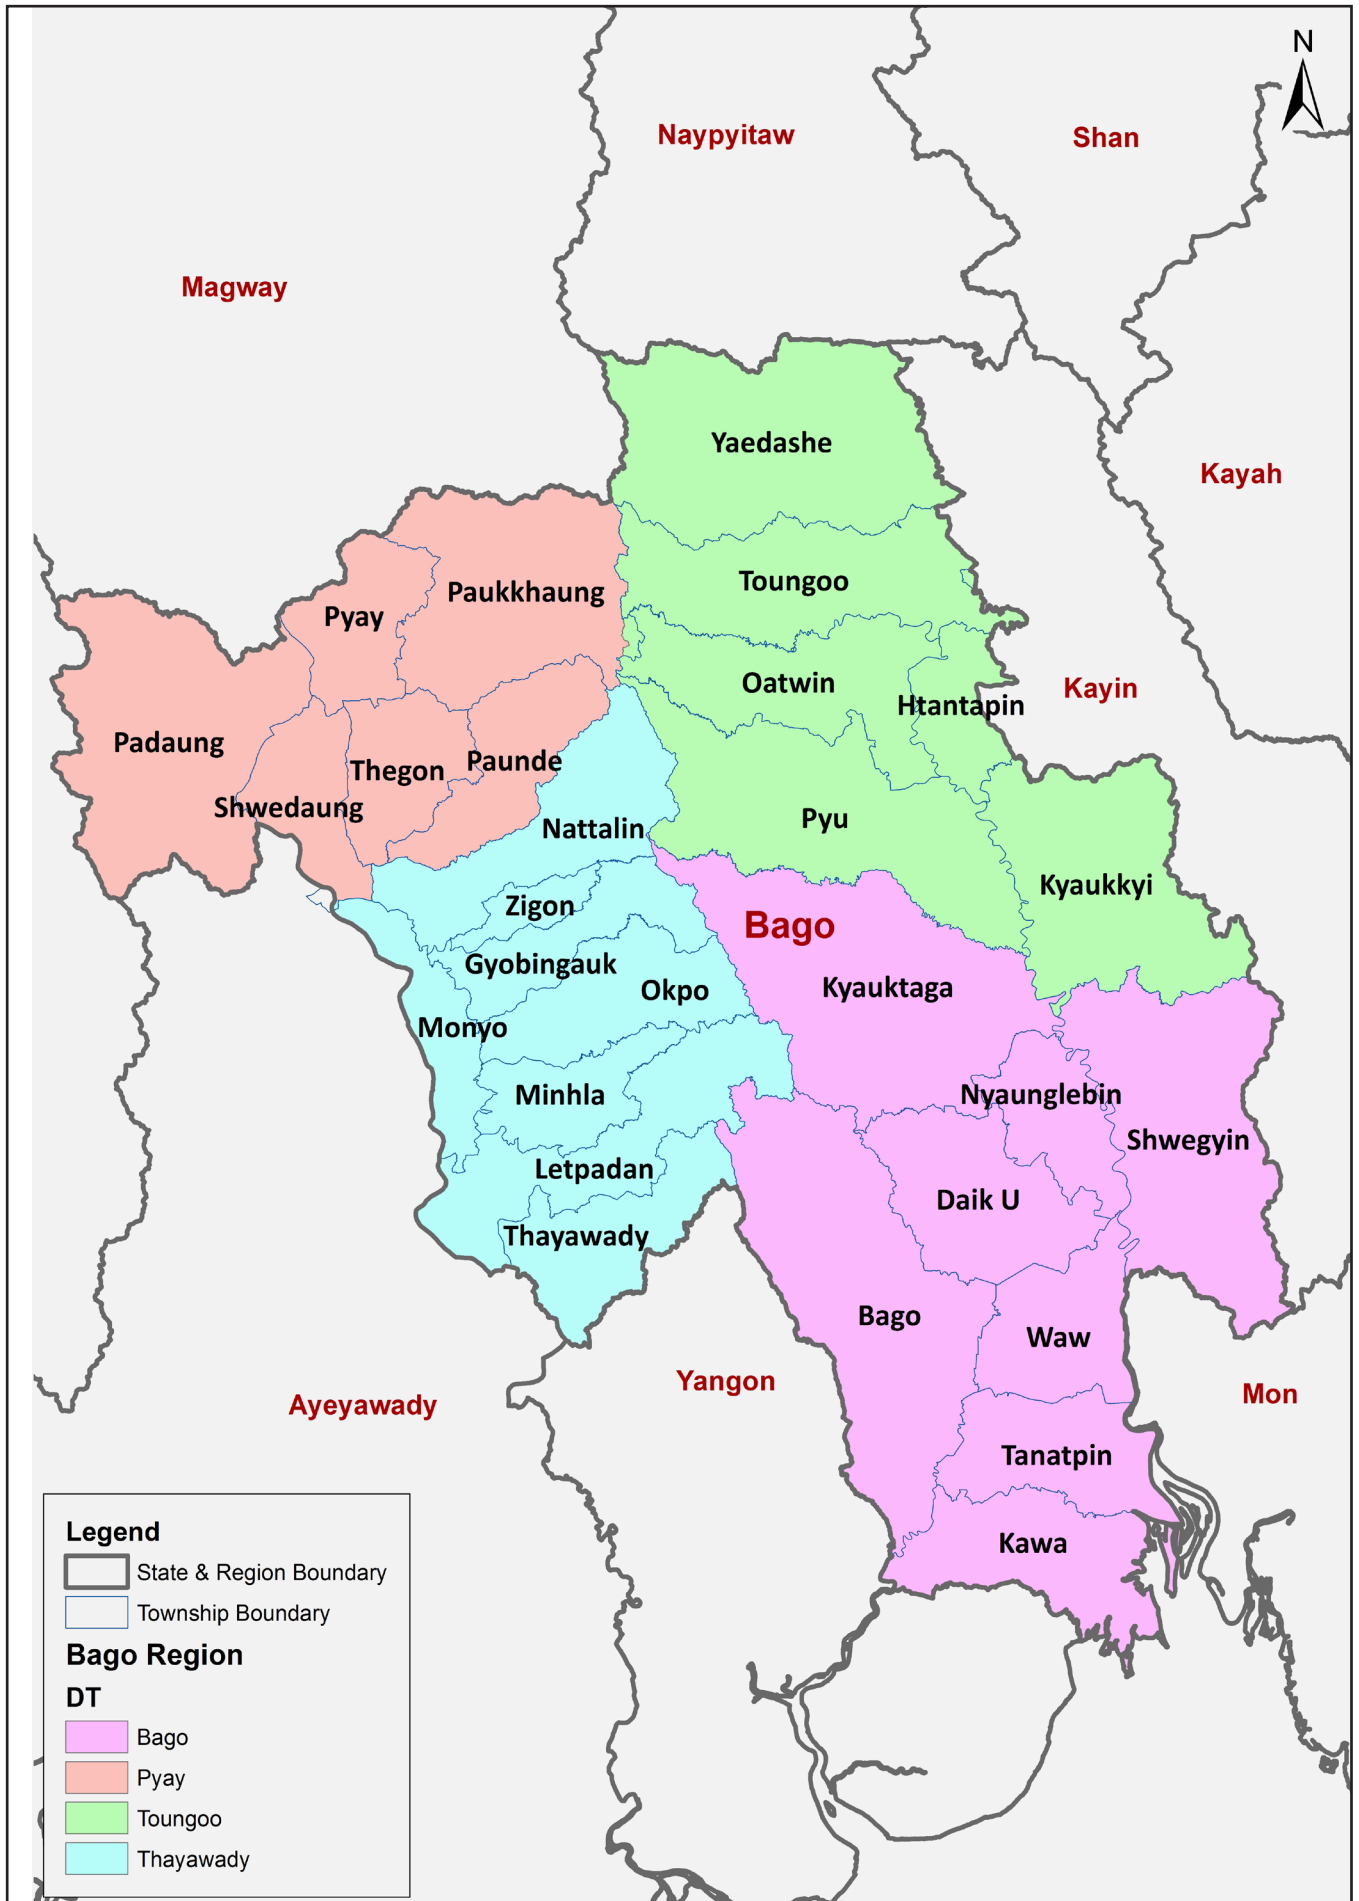 N
Naypyitaw
Shan
Magway
Yaedashe
Kayah
Toungoo
Paukkhaung
Pyay
Oatwin
Kayin
Htantapin
Padaung
Paunde
Thegon
Shwedaung
Pyu
Nattalin
Kyaukkyi
Zigon
Bago
Gyobingauk
Kyauktaga
Okpo
Monyo
Minhla
Nyaunglebin
Shwegyin
Letpadan
Daik U
Thayawady
Bago
Waw
Yangon
Mon
Ayeyawady
Tanatpin
Kawa
Legend
State & Region Boundary
Township Boundary
Bago Region
DT
Bago
Pyay
Toungoo
Thayawady